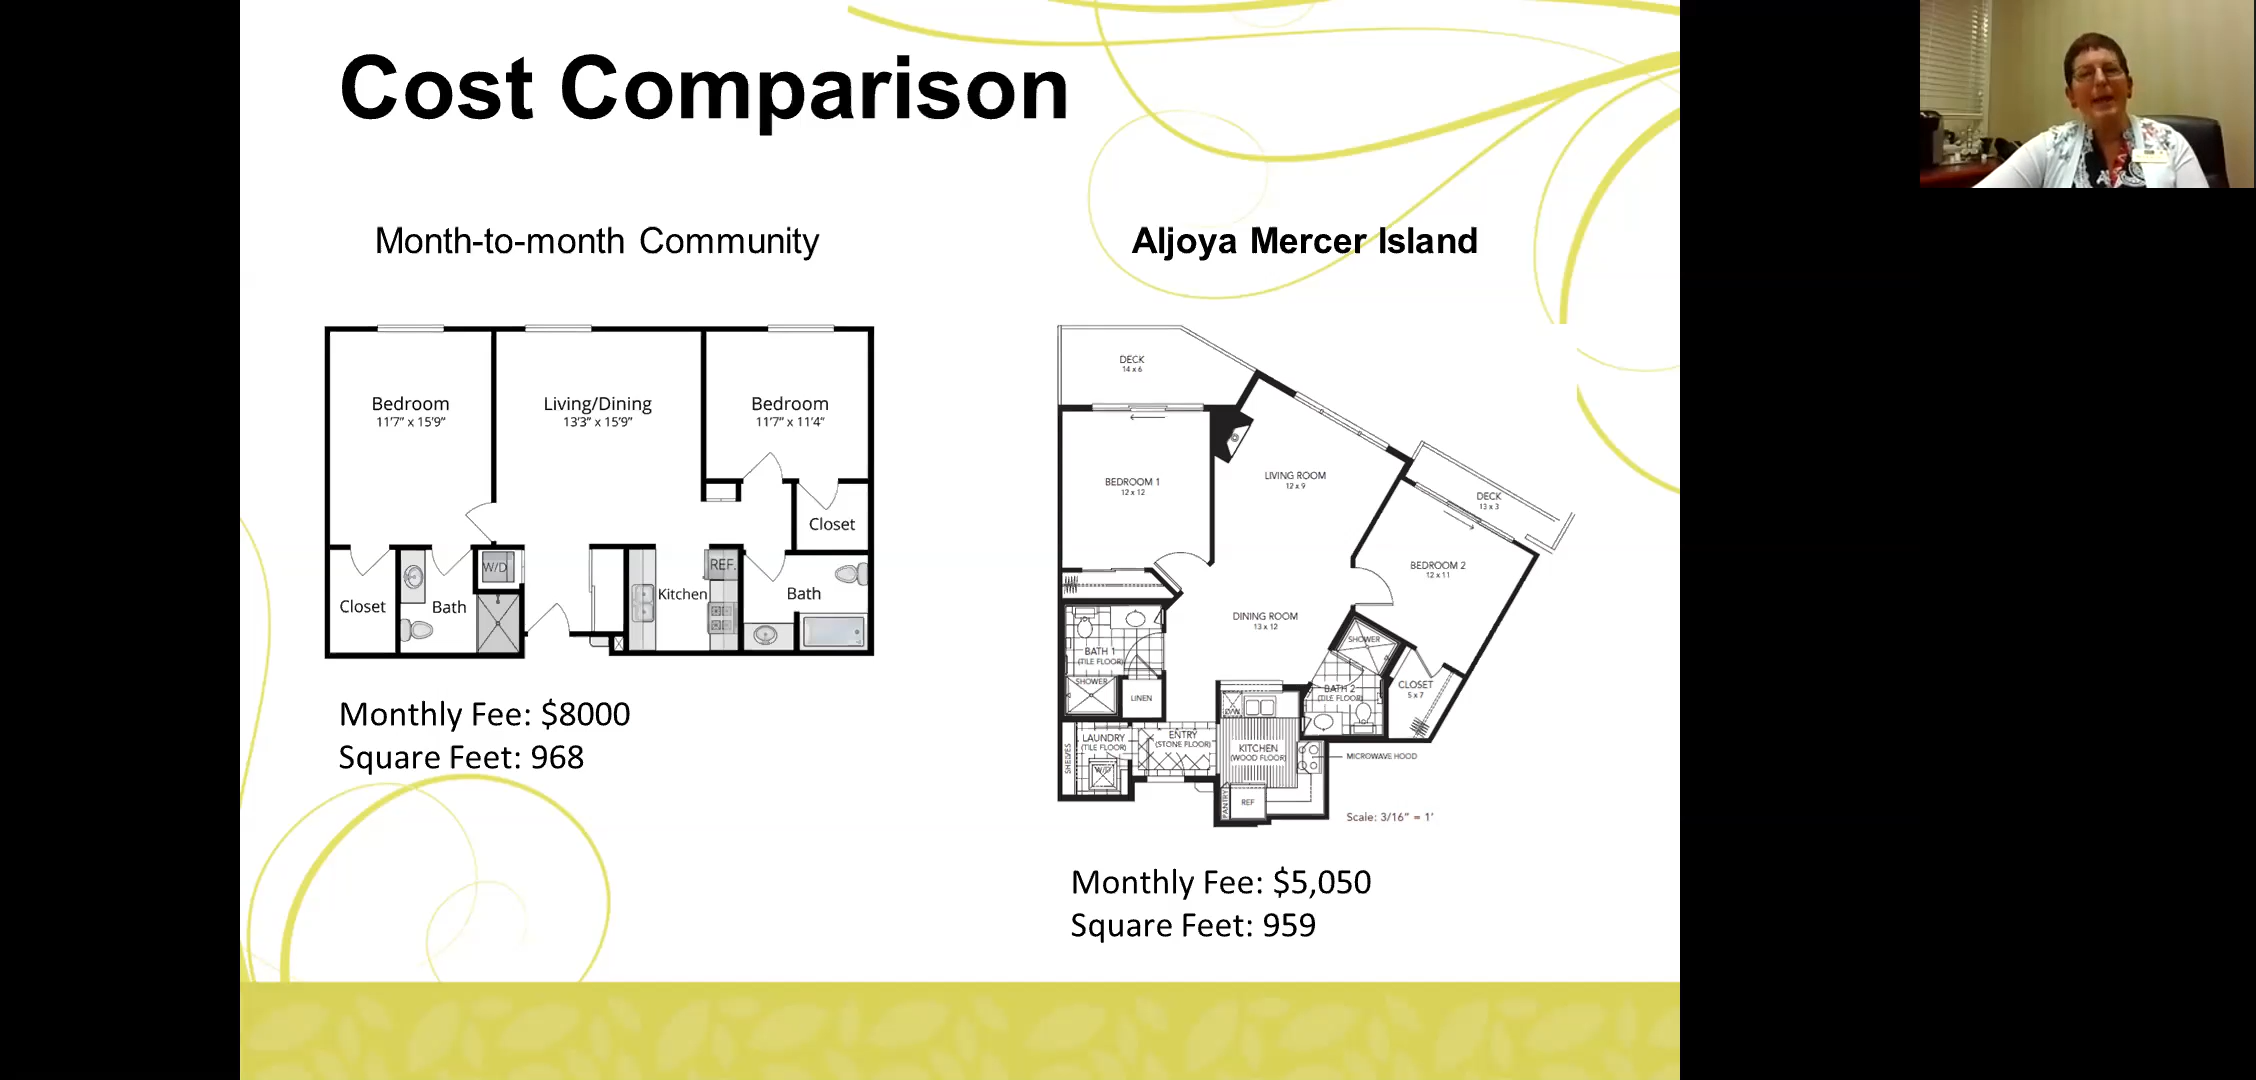 Cost Comparison
Month-to-month Community
Bedroom
11'7" x 15'9"
Living/Dining
13'3" x 15'9"
Bedroom
11'7" x 11'4"
Closet
W/D
REF.
Kitchen
Bath
Closet
Bath
Monthly Fee: $8000
Square Feet: 968
Aljoya Mercer Island
DECK
14 x 6
BEDROOM 1
12 x 12
LIVING ROOM
12 x 9
DECK
13 x 3
BEDROOM 2
12 x 11
DINING ROOM
13 x 12
SHOWER
BATH 1
(TILE FLOOR)
SHOWER
LINEN
BATH 2
(TILE FLOOR)
CLOSET
5 x 7
SHELVES
LAUNDRY
(TILE FLOOR)
W/D
ENTRY
(STONE FLOOR)
D/W
KITCHEN
(WOOD FLOOR)
MICROWAVE HOOD
PANTRY
REF
Scale: 3/16" = 1'
Monthly Fee: $5,050
Square Feet: 959